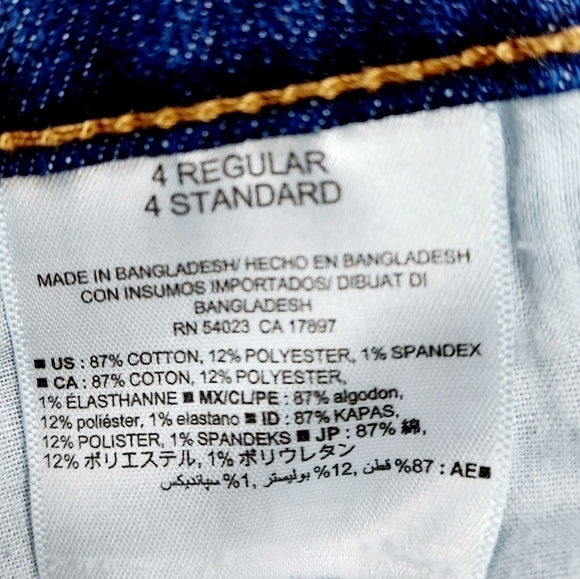 4 REGULAR
4 STANDARD
MADE IN BANGLADESH/ HECHO EN BANGLADESH
CON INSUMOS IMPORTADOS/ DIBUAT DI
BANGLADESH
RN 54023 CA 17897
■ US : 87% COTTON, 12% POLYESTER, 1% SPANDEX
■ CA : 87% COTON, 12% POLYESTER,
1% ÉLASTHANNE ■ MX/CL/PE : 87% algodon,
12% poliéster, 1% elastano ■ ID : 87% KAPAS,
12% POLISTER, 1% SPANDEKS ■ JP : 87% 綿,
12% ポリエステル, 1% ポリウレタン
■AE : 87% قطن, 12% بوليستر, 1% سباندیکس